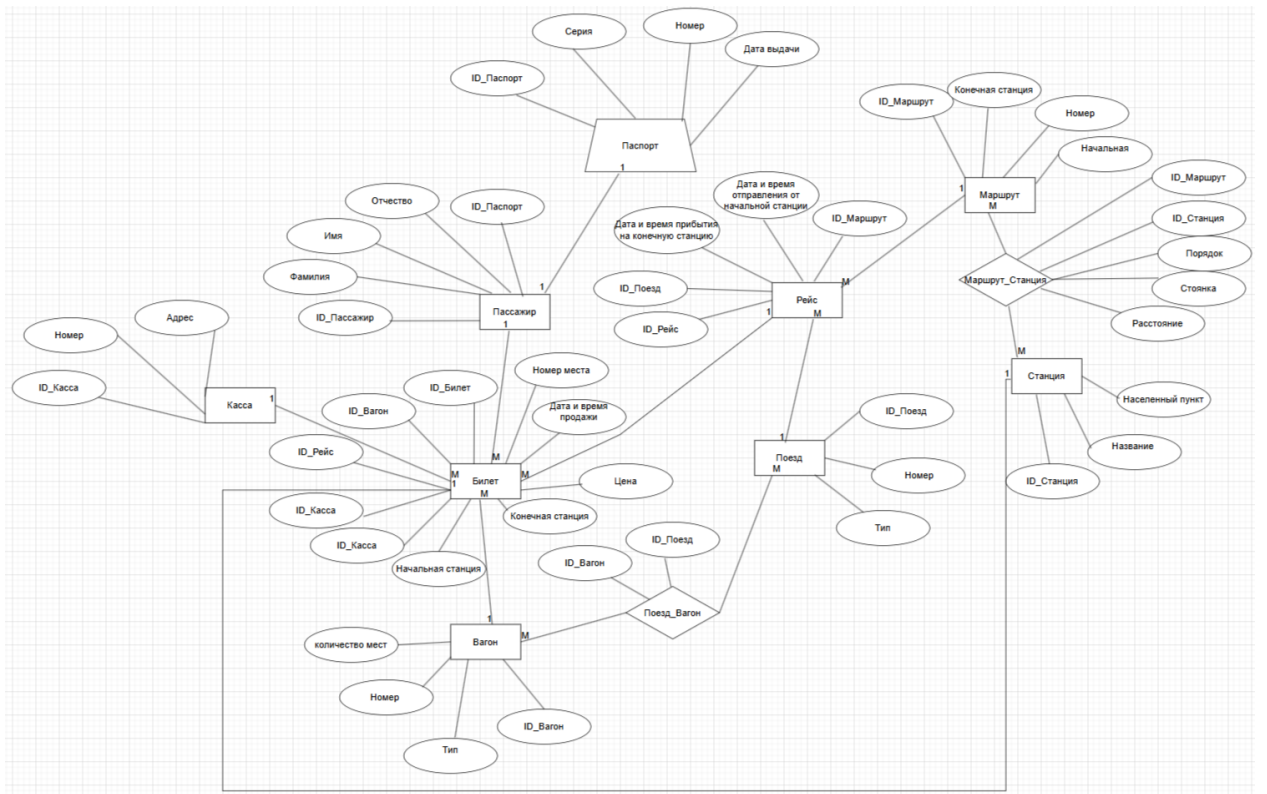 Серия
Номер
Дата выдачи
ID_Паспорт
Паспорт
1
ID_Маршрут
Конечная станция
Номер
Начальная
Маршрут
1
M
ID_Маршрут
ID_Станция
Порядок
Стоянка
Расстояние
Маршрут_Станция
Отчество
ID_Паспорт
Имя
Фамилия
ID_Пассажир
1
Пассажир
1
Дата и время
отправления от
начальной станции
Дата и время прибытия
на конечную станцию
ID_Маршрут
ID_Поезд
ID_Рейс
M
Рейс
1
M
Адрес
Номер
ID_Касса
Касса
1
M
1
Станция
Населенный пункт
Название
ID_Станция
Номер места
ID_Билет
ID_Вагон
Дата и время
продажи
ID_Рейс
ID_Касса
ID_Касса
Начальная станция
Конечная станция
Цена
M
M
1
M
Билет
M
1
Поезд
M
ID_Поезд
Номер
Тип
ID_Поезд
ID_Вагон
Поезд_Вагон
1
M
Вагон
количество мест
Номер
Тип
ID_Вагон